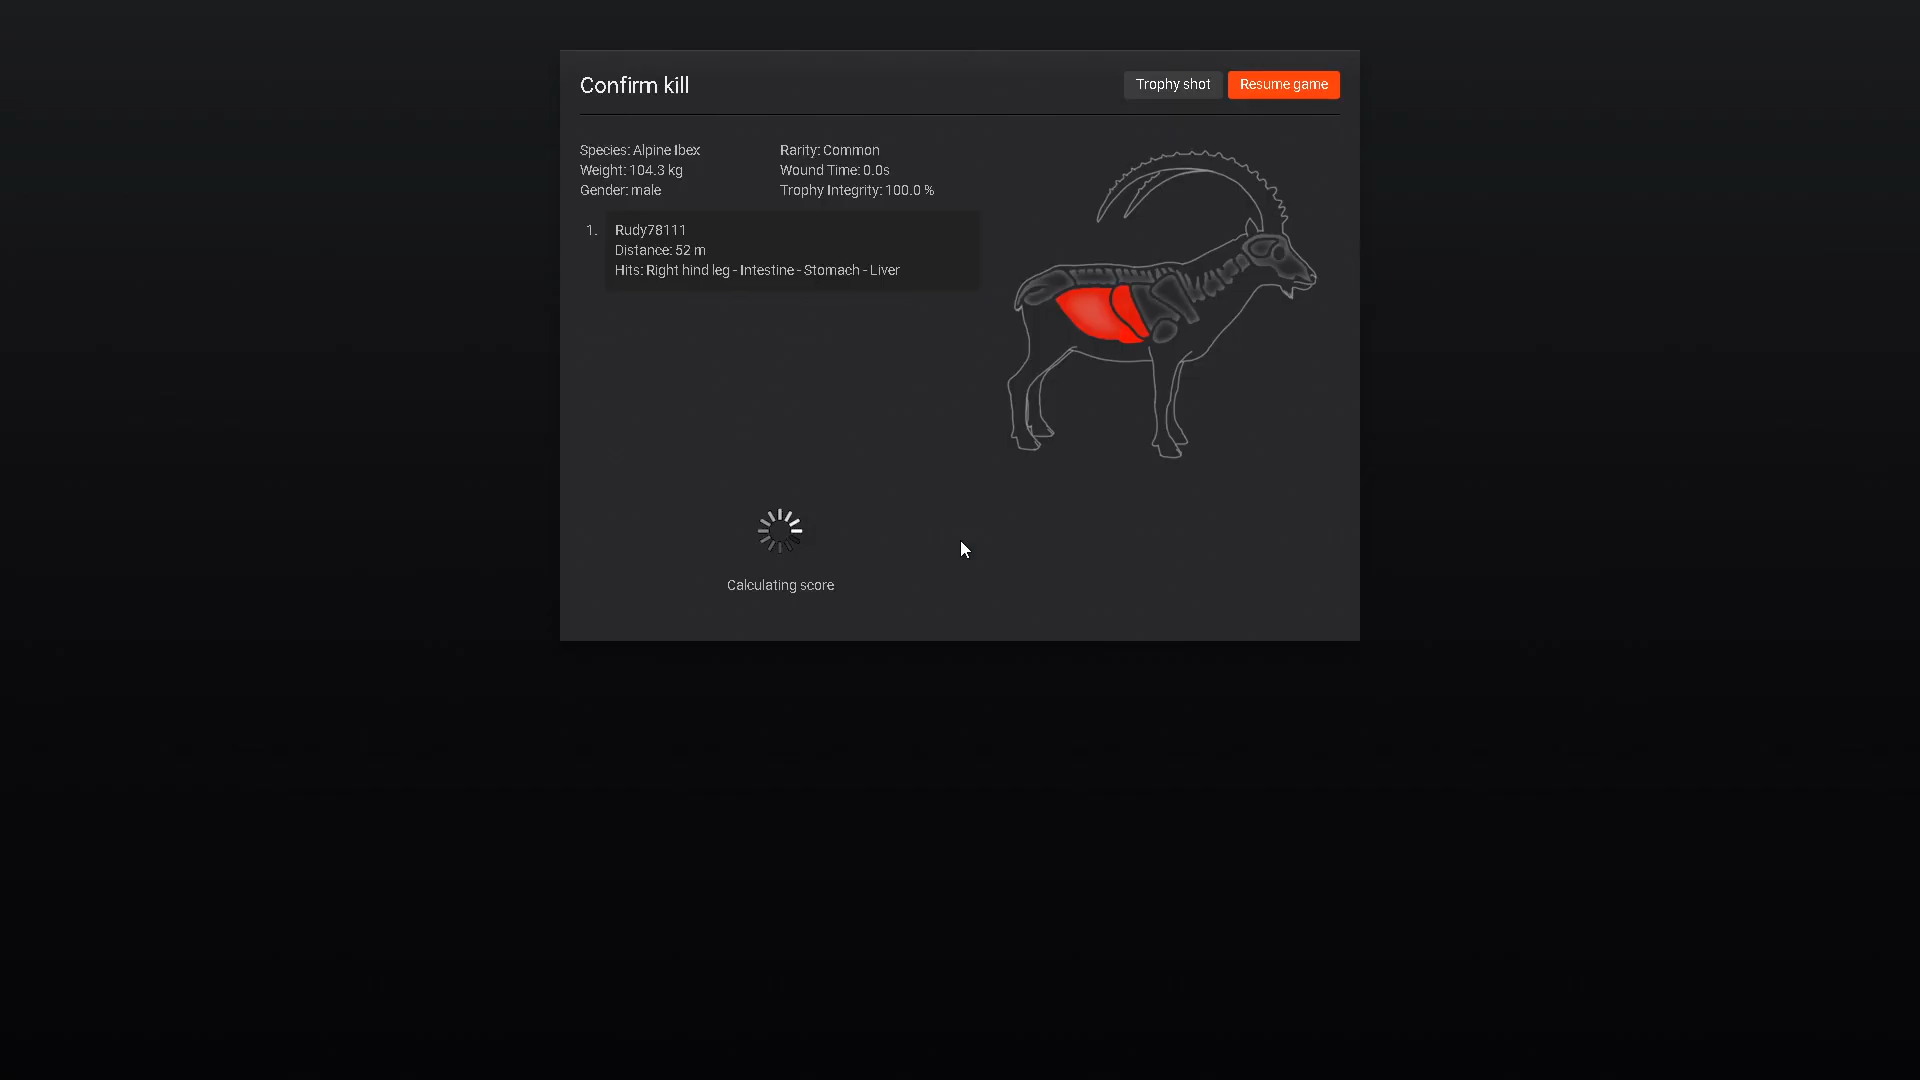 Confirm kill
Trophy shot
Resume game
Species: Alpine Ibex
Weight: 104.3 kg
Gender: male
Rarity: Common
Wound Time: 0.0s
Trophy Integrity: 100.0 %
1. Rudy78111
Distance: 52 m
Hits: Right hind leg - Intestine - Stomach - Liver
Calculating score